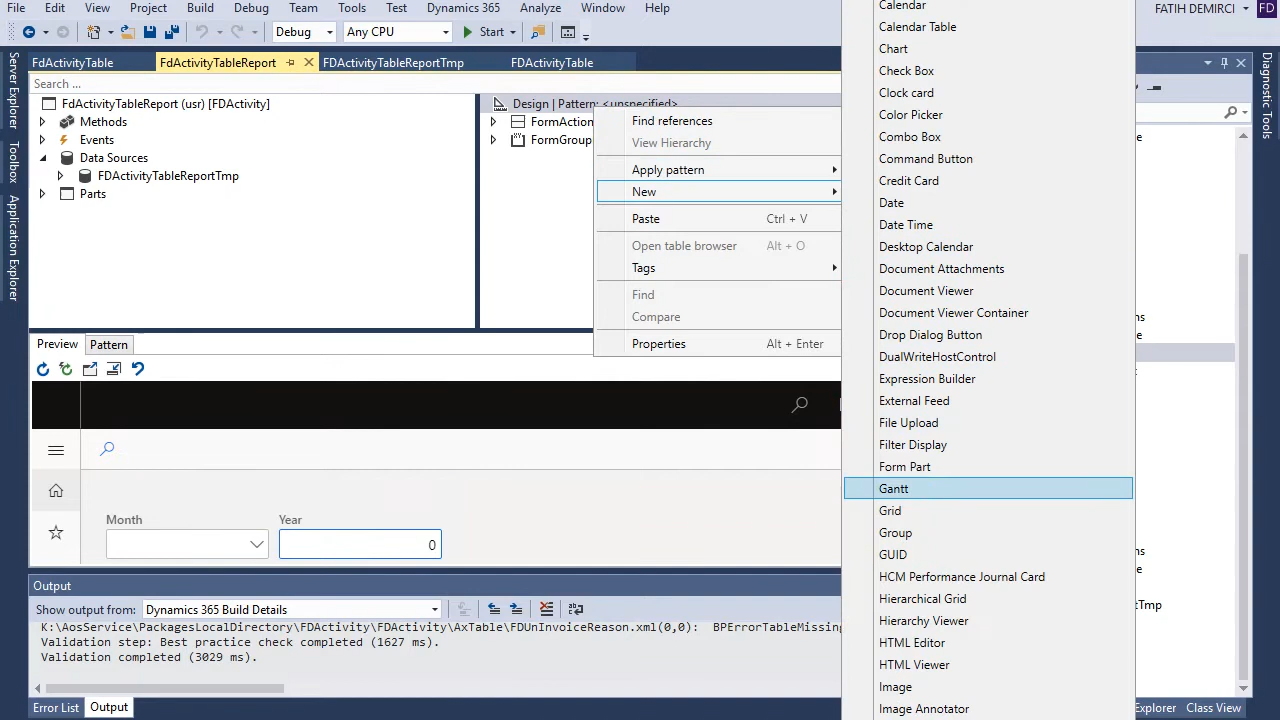 File Edit View Project Build Debug Team Tools Test Dynamics 365 Analyze Window Help
FATIH DEMIRCI FD
Debug Any CPU Start
FdActivityTable FdActivityTableReport FDActivityTableReportTmp FDActivityTable
Search ...
FdActivityTableReport (usr) [FDActivity]
Methods
Events
Data Sources
FDActivityTableReportTmp
Parts
Design | Pattern: <unspecified>
FormAction
FormGroup
Find references
View Hierarchy
Apply pattern
New
Paste Ctrl + V
Open table browser Alt + O
Tags
Find
Compare
Properties Alt + Enter
Calendar
Calendar Table
Chart
Check Box
Clock card
Color Picker
Combo Box
Command Button
Credit Card
Date
Date Time
Desktop Calendar
Document Attachments
Document Viewer
Document Viewer Container
Drop Dialog Button
DualWriteHostControl
Expression Builder
External Feed
File Upload
Filter Display
Form Part
Gantt
Grid
Group
GUID
HCM Performance Journal Card
Hierarchical Grid
Hierarchy Viewer
HTML Editor
HTML Viewer
Image
Image Annotator
Server Explorer
Toolbox
Application Explorer
Diagnostic Tools
Preview Pattern
Month Year
0
Output
Show output from: Dynamics 365 Build Details
K:\AosService\PackagesLocalDirectory\FDActivity\FDActivity\AxTable\FDUnInvoiceReason.xml(0,0): BPErrorTableMissing
Validation step: Best practice check completed (1627 ms).
Validation completed (3029 ms).
Error List Output
Explorer Class View